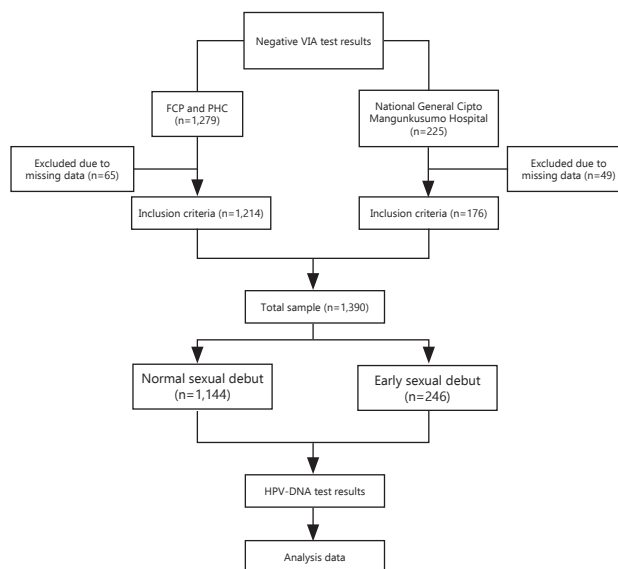 Negative VIA test results
FCP and PHC
(n=1,279)
National General Cipto
Mangunkusumo Hospital
(n=225)
Excluded due to
missing data (n=65)
Excluded due to
missing data (n=49)
Inclusion criteria (n=1,214)
Inclusion criteria (n=176)
Total sample (n=1,390)
Normal sexual debut
(n=1,144)
Early sexual debut
(n=246)
HPV-DNA test results
Analysis data